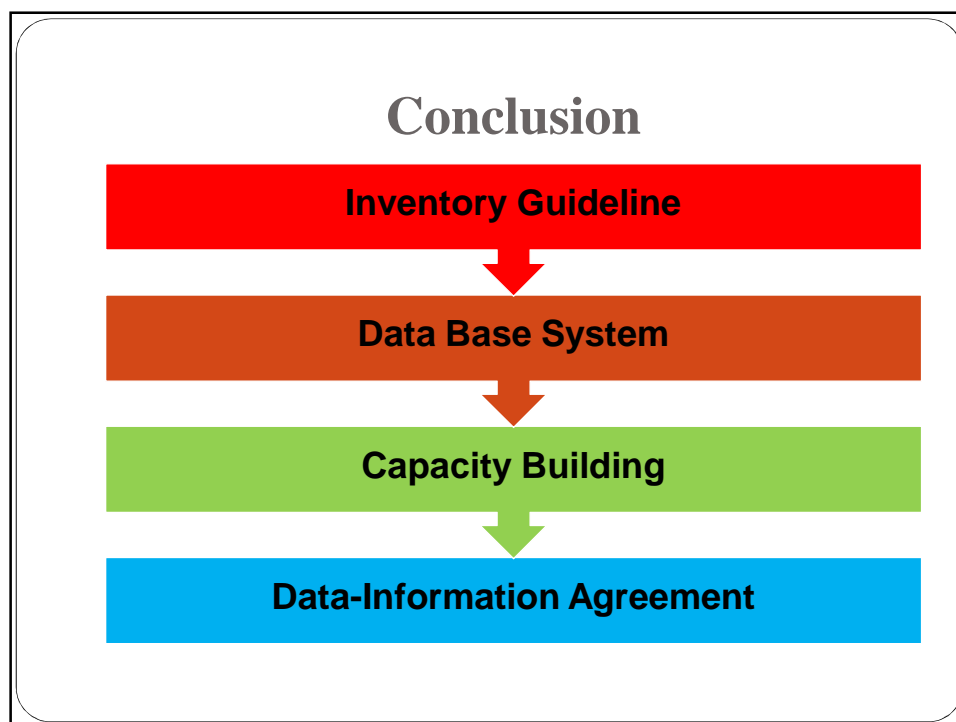 Conclusion
Inventory Guideline
Data Base System
Capacity Building
Data-Information Agreement